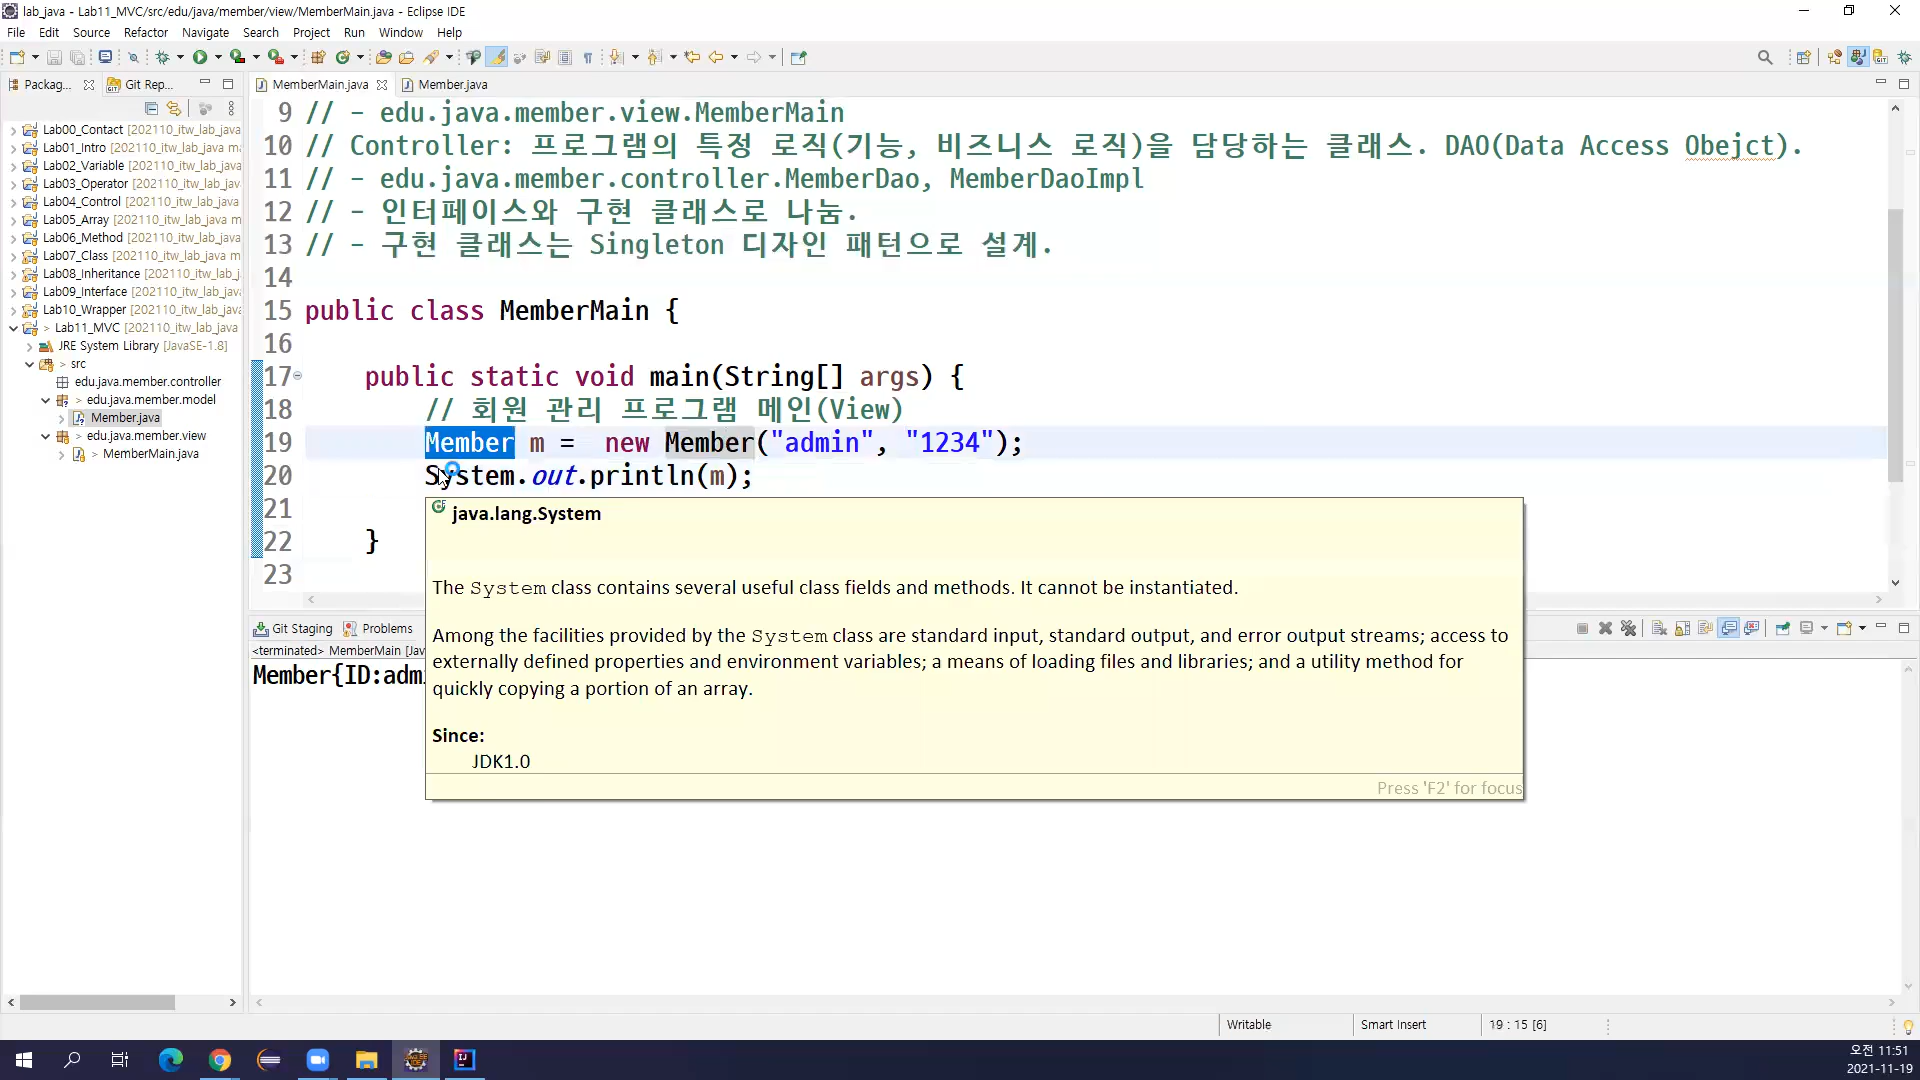 lab_java - Lab11_MVC/src/edu/java/member/view/MemberMain.java - Eclipse IDE
File Edit Source Refactor Navigate Search Project Run Window Help
Packag... Git Rep...
MemberMain.java Member.java
Lab00_Contact [202110_itw_lab_java
Lab01_Intro [202110_itw_lab_java ma
Lab02_Variable [202110_itw_lab_java
Lab03_Operator [202110_itw_lab_java
Lab04_Control [202110_itw_lab_java
Lab05_Array [202110_itw_lab_java m
Lab06_Method [202110_itw_lab_java
Lab07_Class [202110_itw_lab_java m
Lab08_Inheritance [202110_itw_lab_j
Lab09_Interface [202110_itw_lab_java
Lab10_Wrapper [202110_itw_lab_java
> Lab11_MVC [202110_itw_lab_java
JRE System Library [JavaSE-1.8]
> src
edu.java.member.controller
> edu.java.member.model
Member.java
> edu.java.member.view
> MemberMain.java
9 // - edu.java.member.view.MemberMain
10 // Controller: 프로그램의 특정 로직(기능, 비즈니스 로직)을 담당하는 클래스. DAO(Data Access Obejct).
11 // - edu.java.member.controller.MemberDao, MemberDaoImpl
12 // - 인터페이스와 구현 클래스로 나눔.
13 // - 구현 클래스는 Singleton 디자인 패턴으로 설계.
14
15 public class MemberMain {
16
17 public static void main(String[] args) {
18 // 회원 관리 프로그램 메인(View)
19 Member m =  new Member("admin", "1234");
20 System.out.println(m);
21
22 }
23
java.lang.System
The System class contains several useful class fields and methods. It cannot be instantiated.
Among the facilities provided by the System class are standard input, standard output, and error output streams; access to
externally defined properties and environment variables; a means of loading files and libraries; and a utility method for
quickly copying a portion of an array.
Since:
JDK1.0
Press 'F2' for focus
Git Staging Problems
<terminated> MemberMain [Jav
Member{ID:adm
Writable Smart Insert 19 : 15 [6]
오전 11:51
2021-11-19